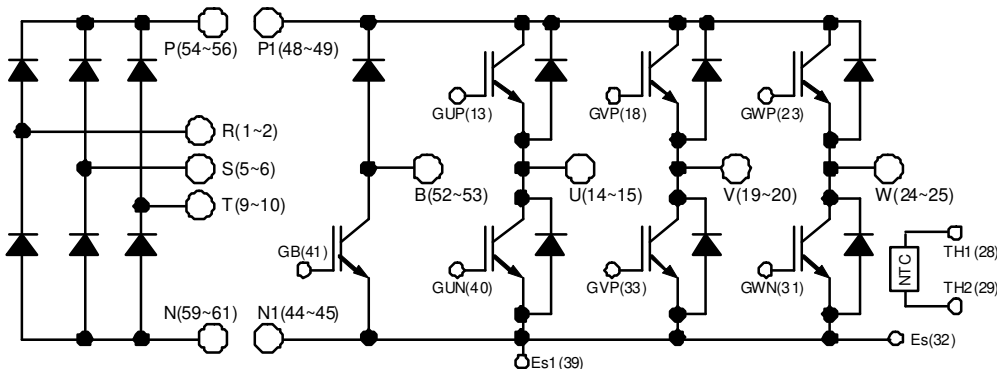 P(54~56)
P1(48~49)
GUP(13)
GVP(18)
GWP(23)
R(1~2)
S(5~6)
T(9~10)
B(52~53)
U(14~15)
V(19~20)
W(24~25)
GB(41)
GUN(40)
GVP(33)
GWN(31)
NTC
TH1(28)
TH2(29)
N(59~61)
N1(44~45)
Es(32)
Es1(39)